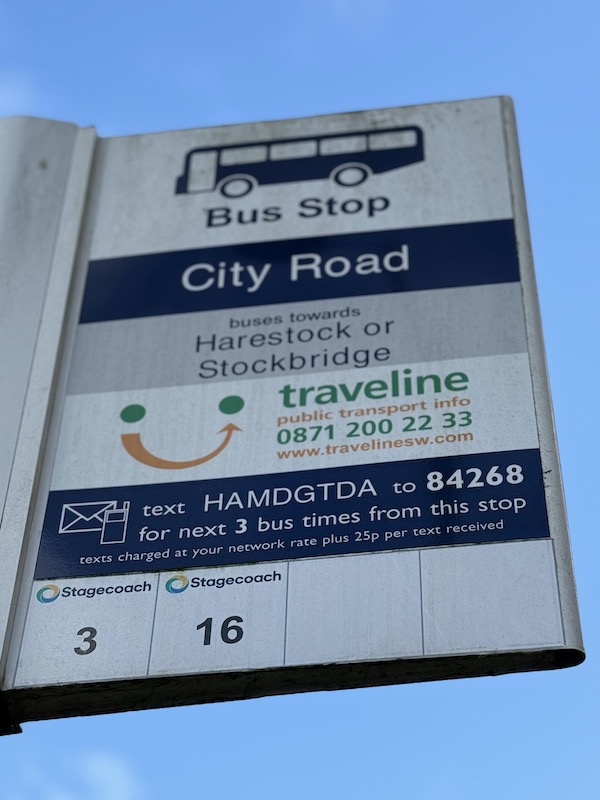 Bus Stop
City Road
buses towards
Harestock or
Stockbridge
traveline
public transport info
0871 200 22 33
www.travelinesw.com
text HAMDGTDA to 84268
for next 3 bus times from this stop
texts charged at your network rate plus 25p per text received
Stagecoach Stagecoach
3 16